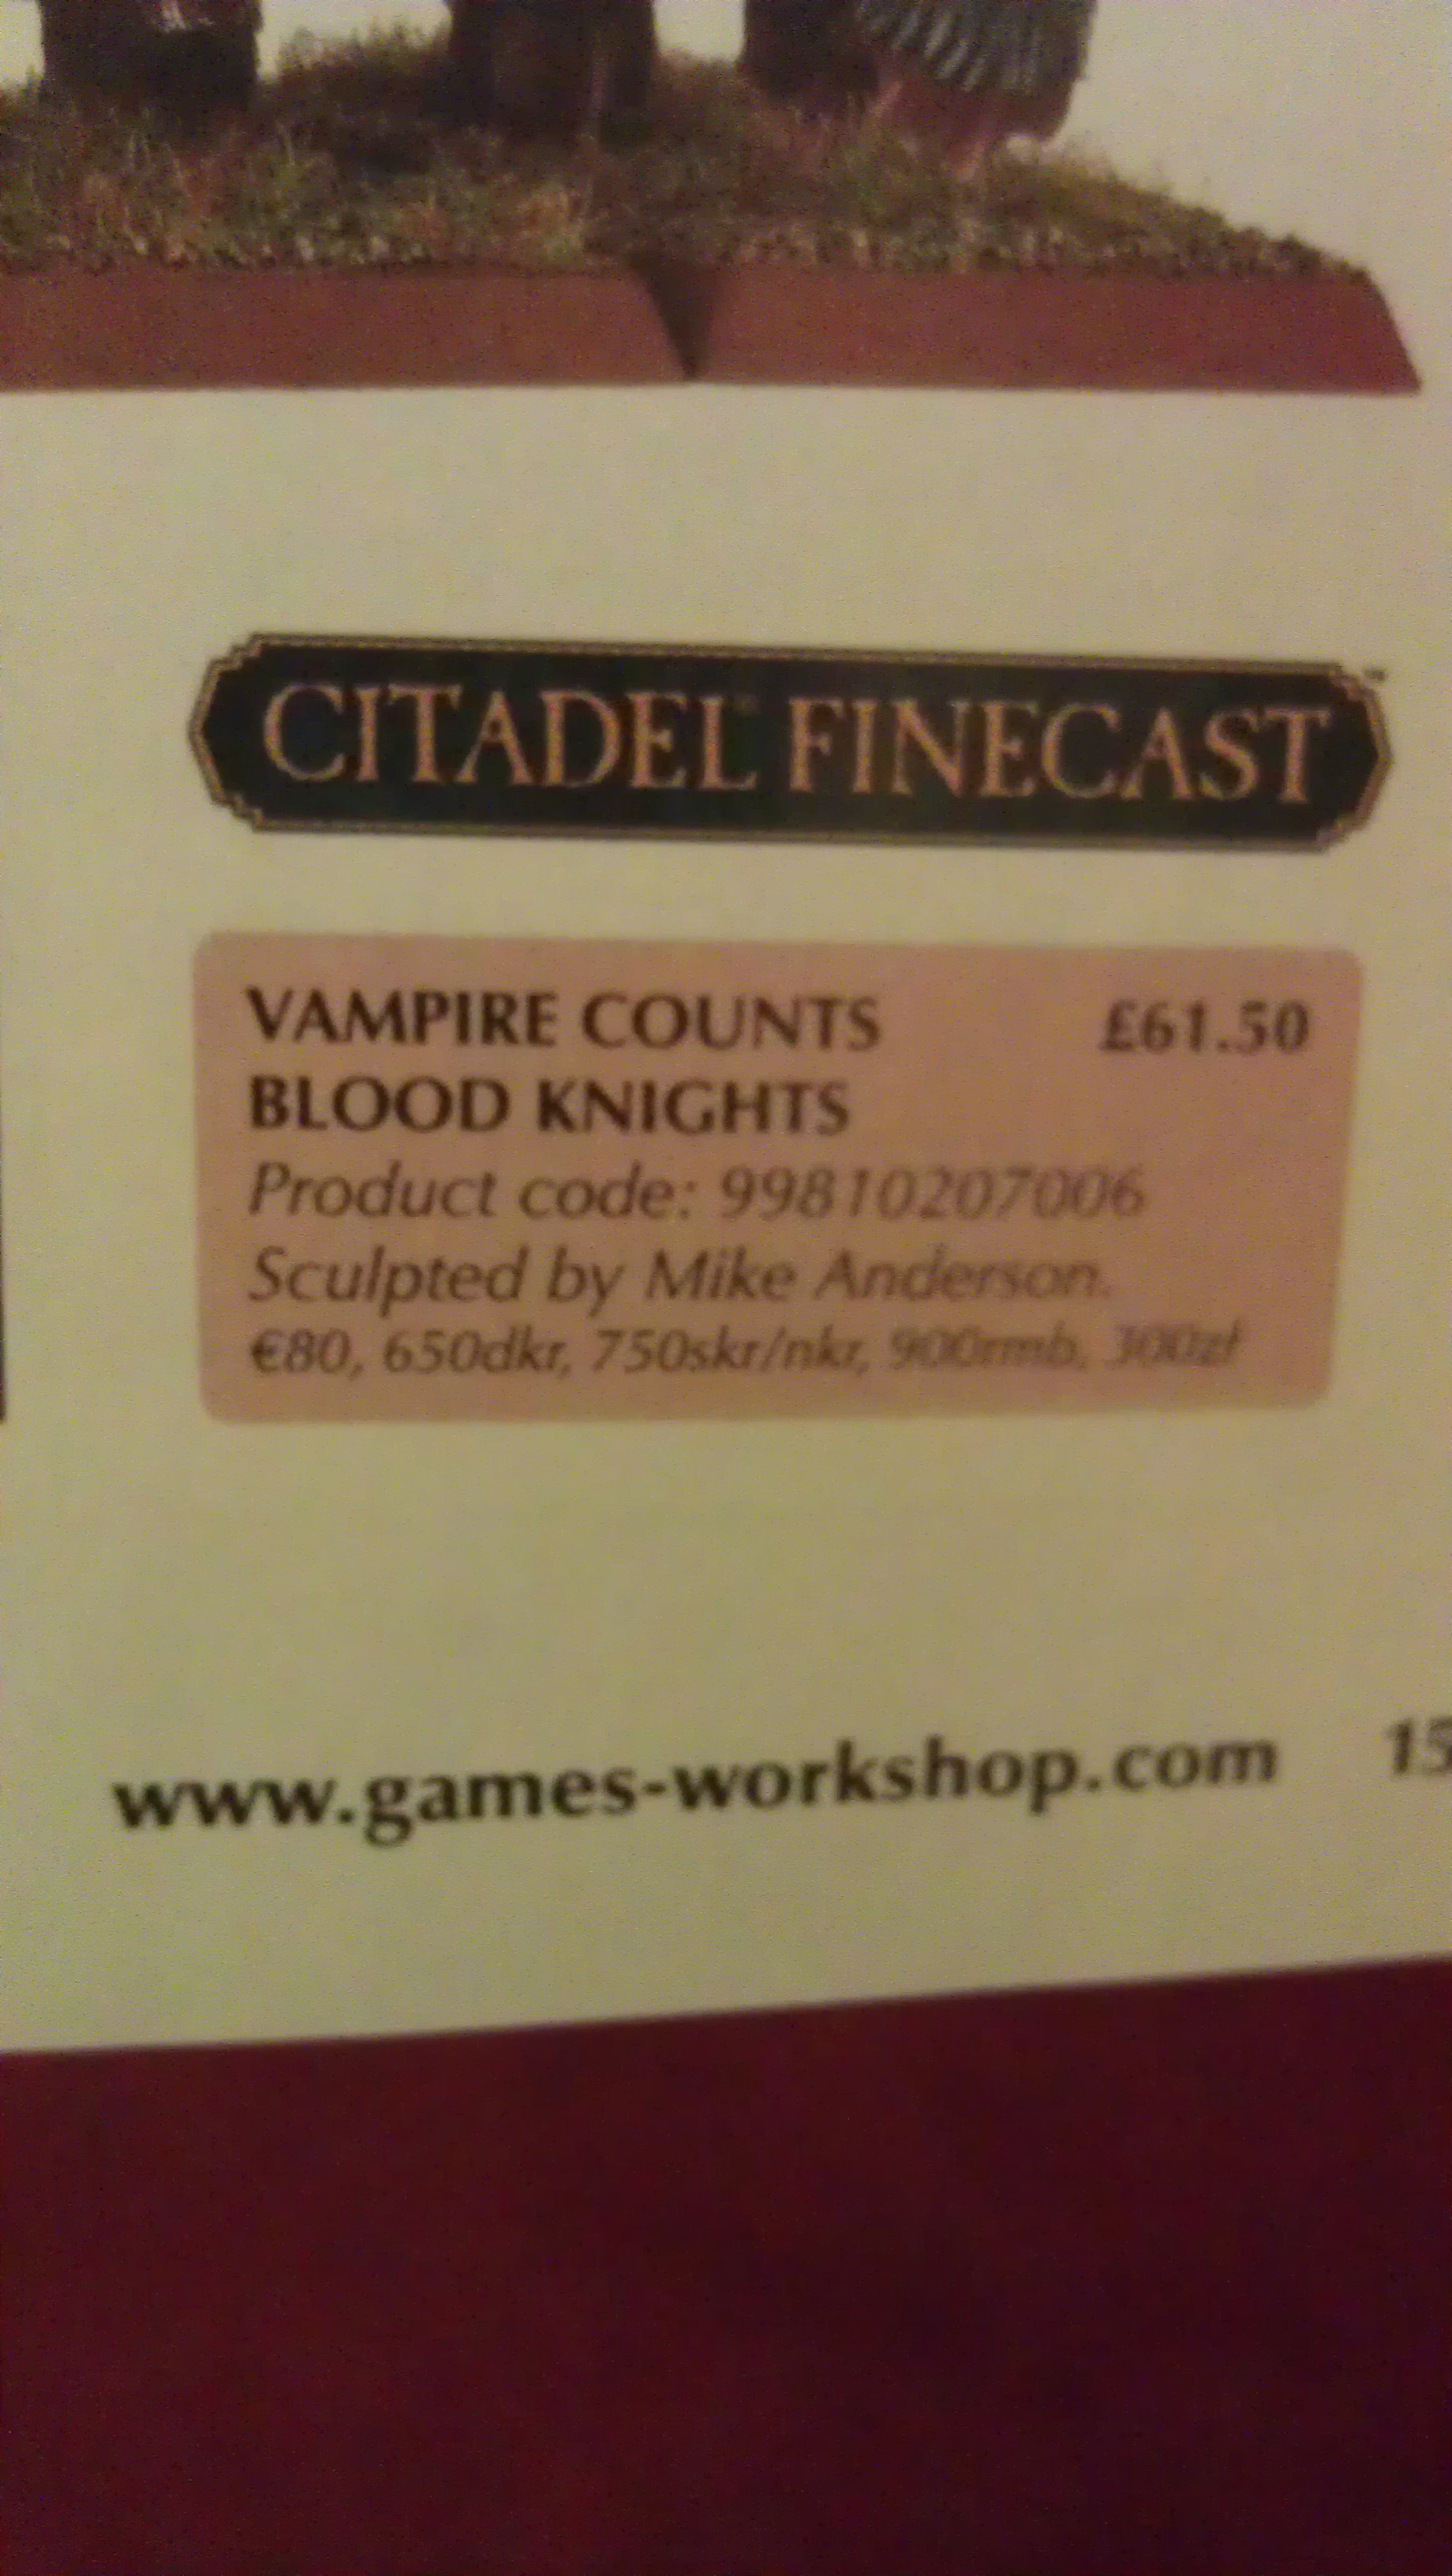 CITADEL FINECAST™
VAMPIRE COUNTS £61.50
BLOOD KNIGHTS
Product code: 99810207006
Sculpted by Mike Anderson.
€80, 650dkr, 750skr/nkr, 900rmb, 300zł
www.games-workshop.com 15